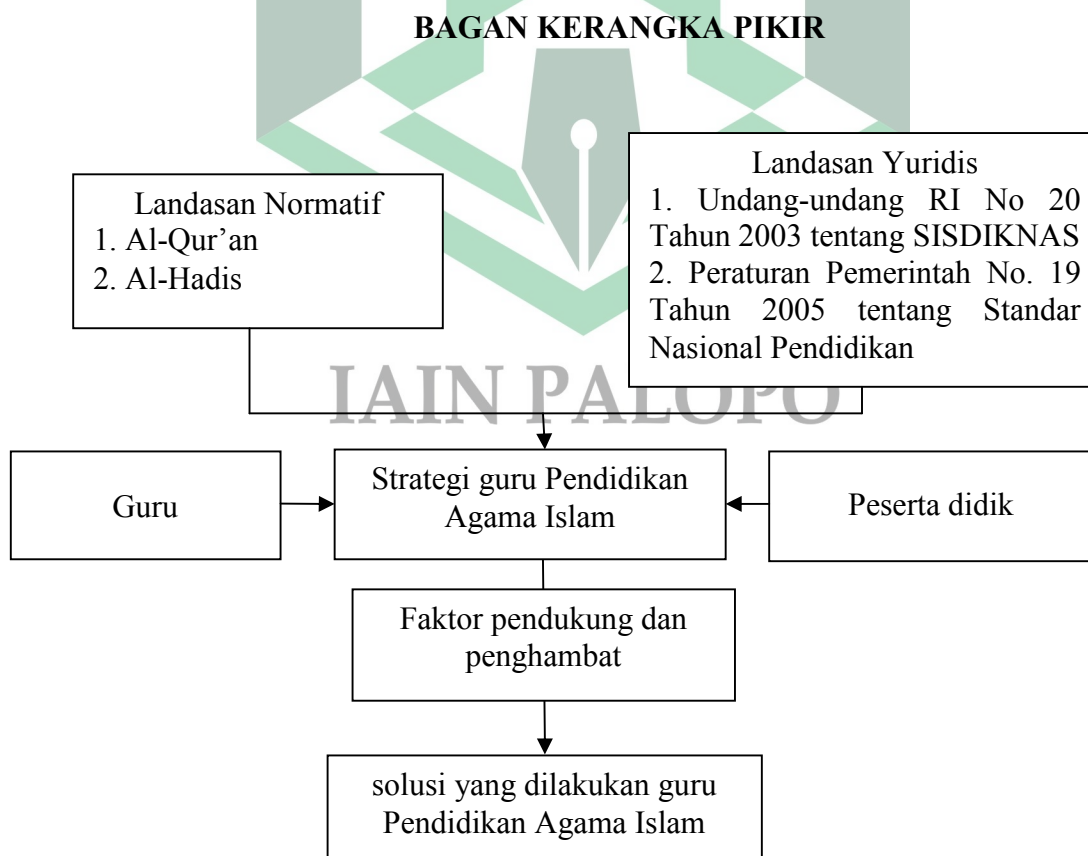 BAGAN KERANGKA PIKIR
Landasan Normatif
1. Al-Qur’an
2. Al-Hadis
Landasan Yuridis
1. Undang-undang RI No 20
Tahun 2003 tentang SISDIKNAS
2. Peraturan Pemerintah No. 19
Tahun 2005 tentang Standar
Nasional Pendidikan
IAIN PALOPO
Guru
Strategi guru Pendidikan
Agama Islam
Peserta didik
Faktor pendukung dan
penghambat
solusi yang dilakukan guru
Pendidikan Agama Islam